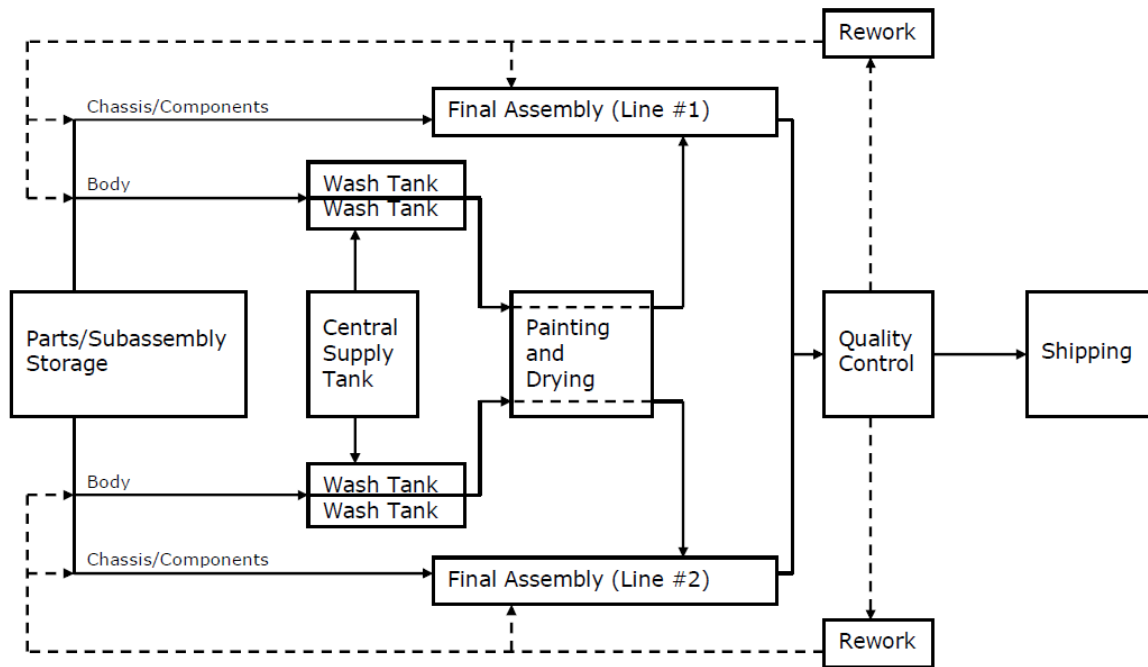 Rework
Chassis/Components
Final Assembly (Line #1)
Body
Wash Tank
Wash Tank
Parts/Subassembly
Storage
Central
Supply
Tank
Painting
and
Drying
Quality
Control
Shipping
Body
Wash Tank
Wash Tank
Chassis/Components
Final Assembly (Line #2)
Rework